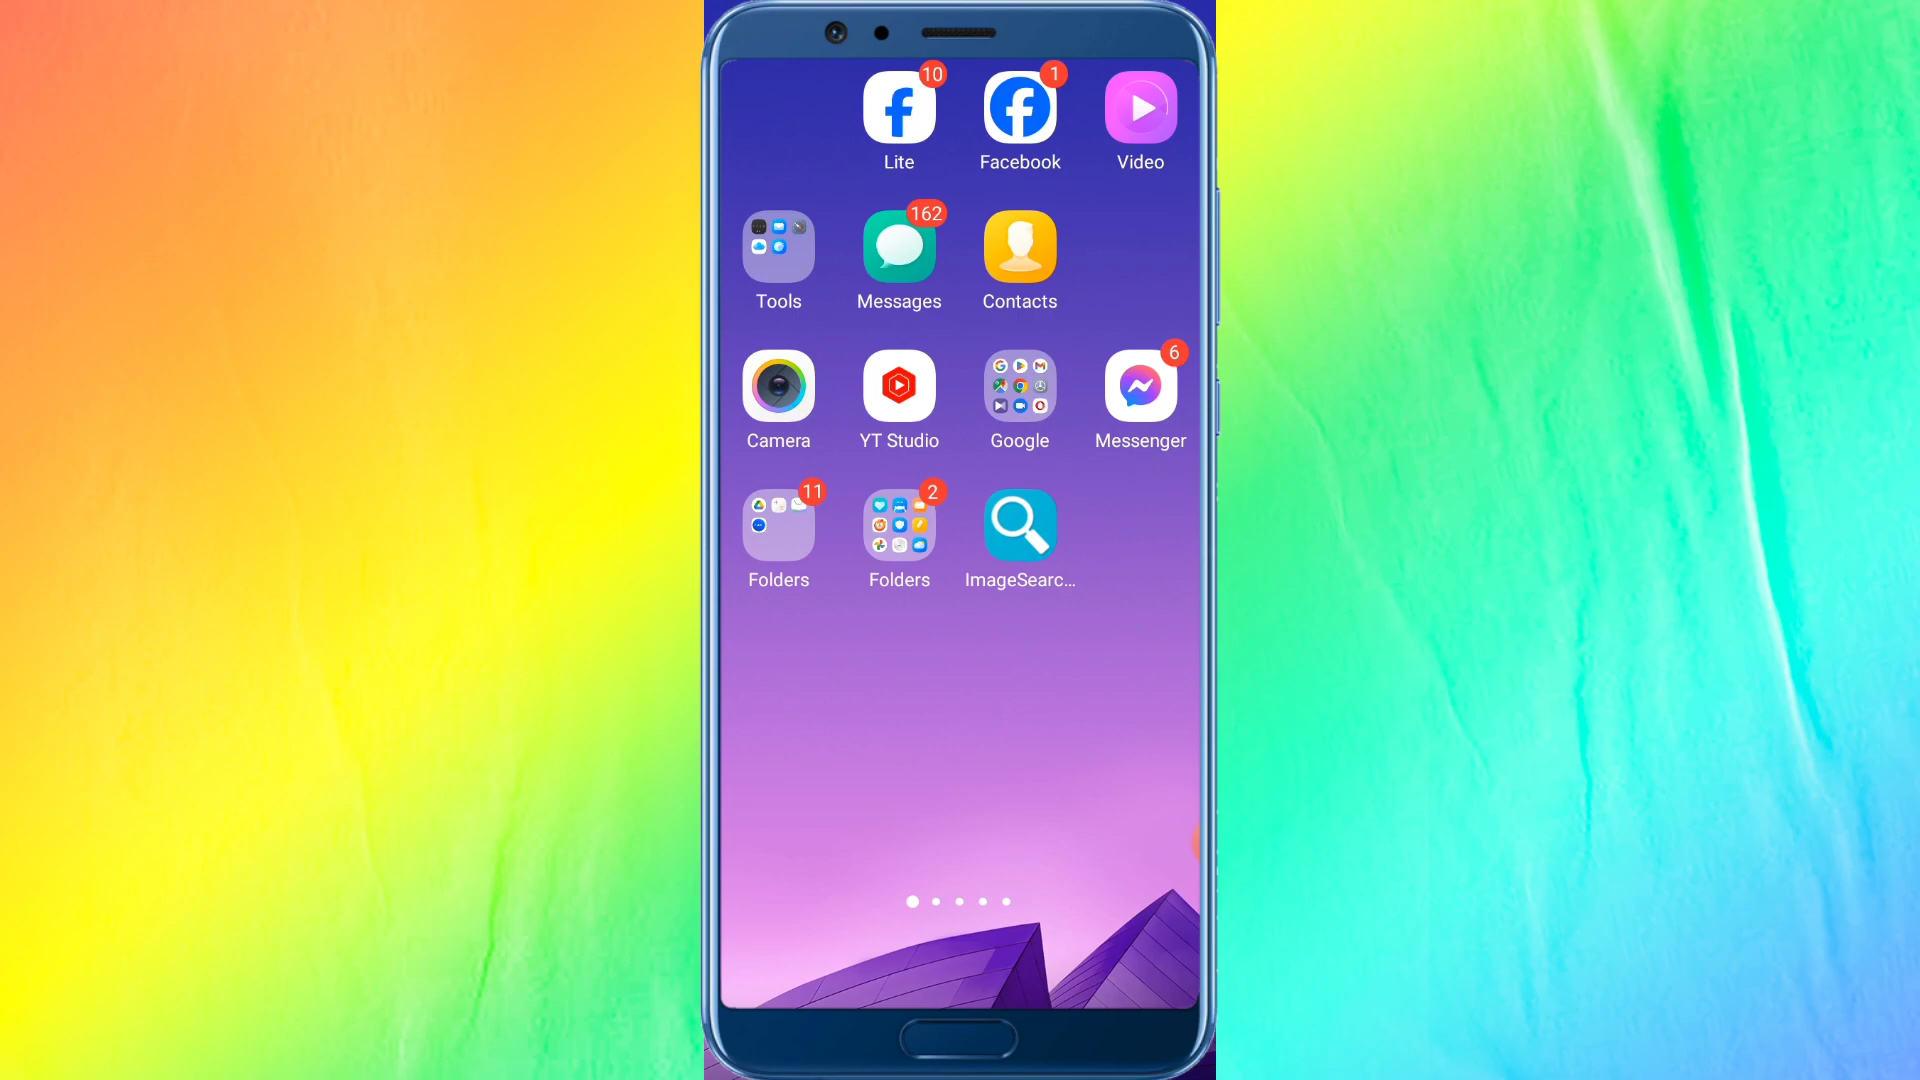 10
1
Lite
Facebook
Video
162
Tools
Messages
Contacts
6
Camera
YT Studio
Google
Messenger
11
2
Folders
Folders
ImageSearc...